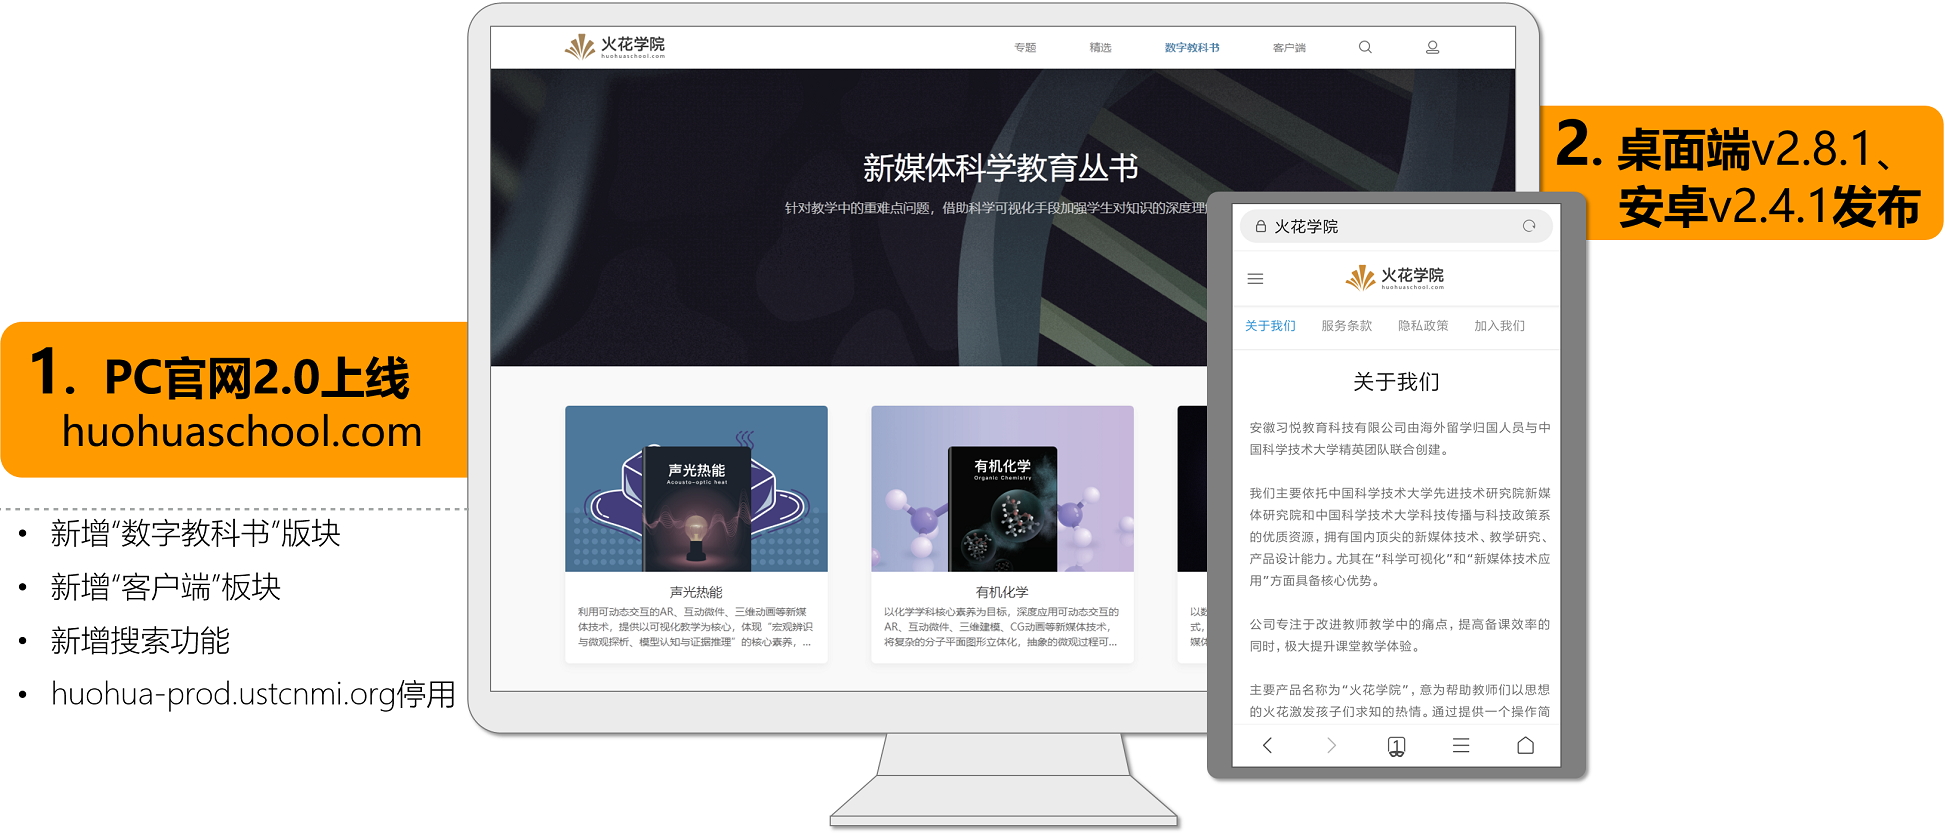 1. PC官网2.0上线
huohuaschool.com
• 新增“数字教科书”版块
• 新增“客户端”板块
• 新增搜索功能
• huohua-prod.ustcnmi.org停用
火花学院
huohuaschool.com
专题 精选 数字教科书 客户端
新媒体科学教育丛书
针对教学中的重难点问题，借助科学可视化手段加强学生对知识的深度理
声光热能
Acousto-optic heat
声光热能
利用可动态交互的AR、互动微件、三维动画等新媒
体技术，提供以可视化教学为核心，体现“宏观辨识
与微观探析、模型认知与证据推理”的核心素养，...
有机化学
Organic Chemistry
有机化学
以化学学科核心素养为目标，深度应用可动态交互的
AR、互动微件、三维建模、CG动画等新媒体技术，
将复杂的分子平面图形立体化，抽象的微观过程可...
以数
式，
媒体
2. 桌面端v2.8.1、
安卓v2.4.1发布
火花学院
火花学院
huohuaschool.com
关于我们 服务条款 隐私政策 加入我们
关于我们
安徽习悦教育科技有限公司由海外留学归国人员与中
国科学技术大学精英团队联合创建。
我们主要依托中国科学技术大学先进技术研究院新媒
体研究院和中国科学技术大学科技传播与科技政策系
的优质资源，拥有国内顶尖的新媒体技术、教学研究、
产品设计能力。尤其在“科学可视化”和“新媒体技术应
用”方面具备核心优势。
公司专注于改进教师教学中的痛点，提高备课效率的
同时，极大提升课堂教学体验。
主要产品名称为“火花学院”，意为帮助教师们以思想
的火花激发孩子们求知的热情。通过提供一个操作简
1